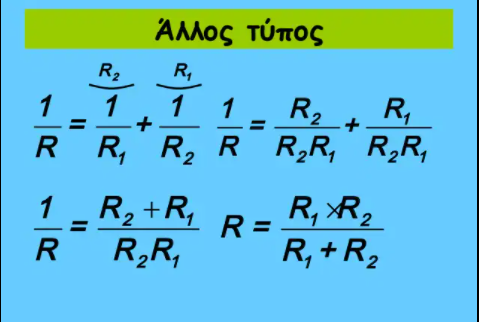 Άλλος τύπος
R₂ R₁
1/R = 1/R₁ + 1/R₂ 1/R = R₂/R₂R₁ + R₁/R₂R₁
1/R = R₂ + R₁/R₂R₁ R = R₁ × R₂/R₁ + R₂